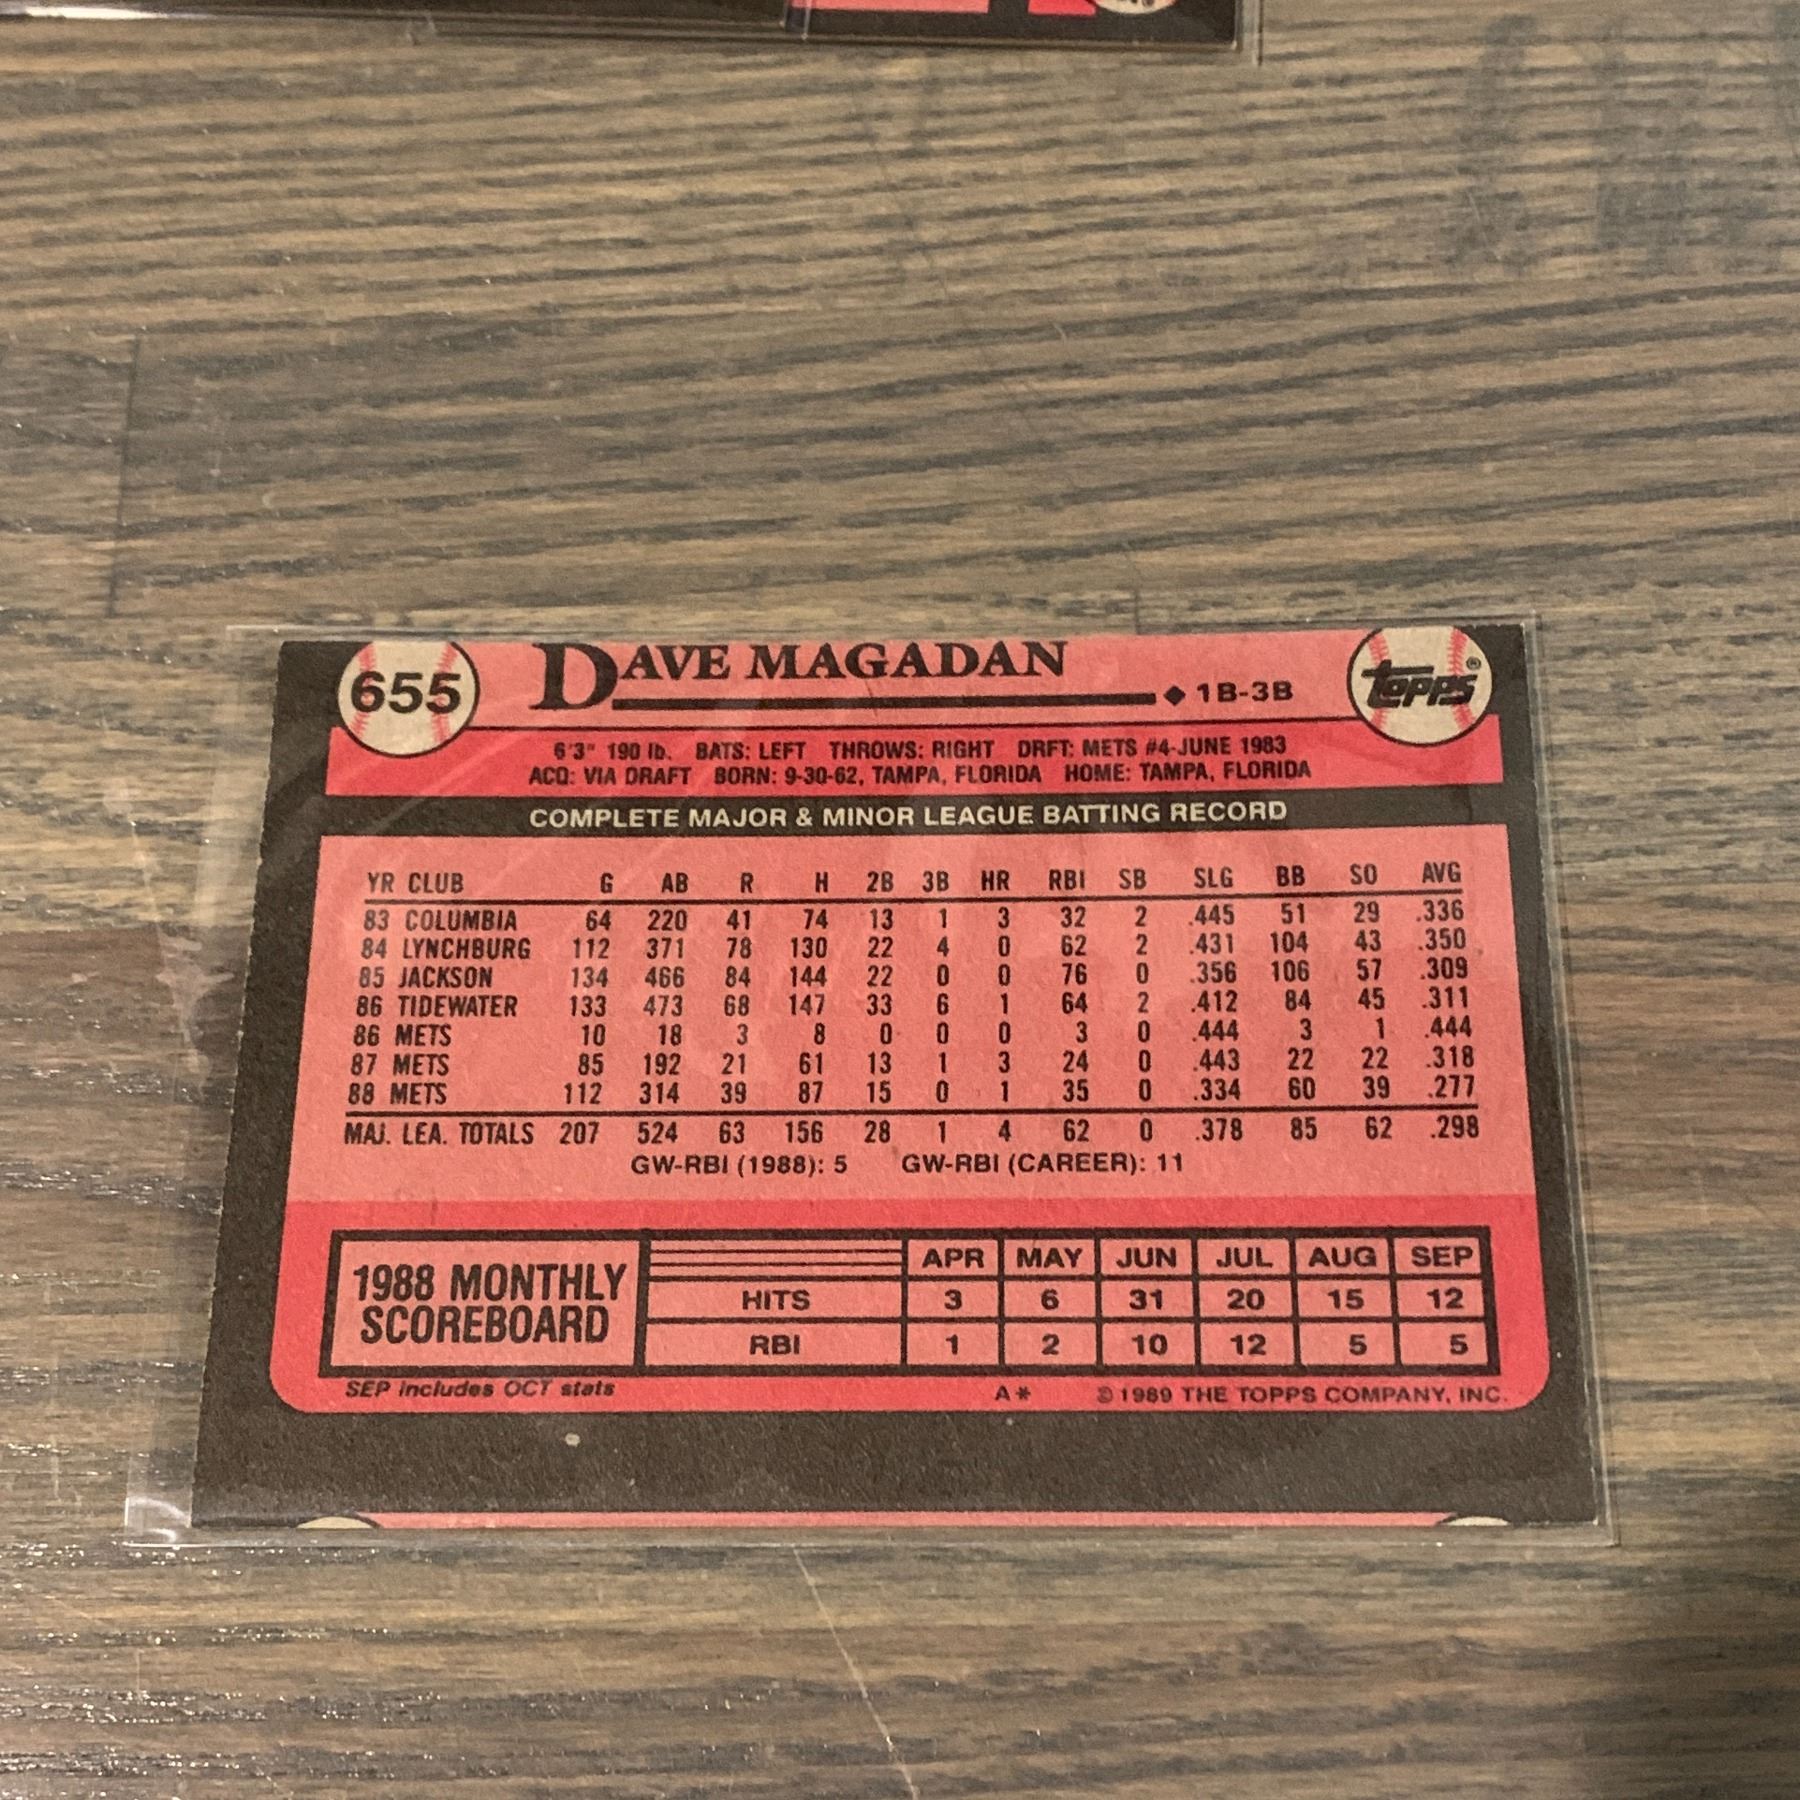 655 DAVE MAGADAN ◆ 1B-3B topps®
6'3" 190 lb. BATS: LEFT THROWS: RIGHT DRFT: METS #4-JUNE 1983
ACQ: VIA DRAFT BORN: 9-30-62, TAMPA, FLORIDA HOME: TAMPA, FLORIDA
COMPLETE MAJOR & MINOR LEAGUE BATTING RECORD
YR CLUB G AB R H 2B 3B HR RBI SB SLG BB SO AVG
83 COLUMBIA 64 220 41 74 13 1 3 32 2 .445 51 29 .336
84 LYNCHBURG 112 371 78 130 22 4 0 62 2 .431 104 43 .350
85 JACKSON 134 466 84 144 22 0 0 76 0 .356 106 57 .309
86 TIDEWATER 133 473 68 147 33 6 1 64 2 .412 84 45 .311
86 METS 10 18 3 8 0 0 0 3 0 .444 3 1 .444
87 METS 85 192 21 61 13 1 3 24 0 .443 22 22 .318
88 METS 112 314 39 87 15 0 1 35 0 .334 60 39 .277
MAJ. LEA. TOTALS 207 524 63 156 28 1 4 62 0 .378 85 62 .298
GW-RBI (1988): 5 GW-RBI (CAREER): 11
1988 MONTHLY
SCOREBOARD
APR MAY JUN JUL AUG SEP
HITS 3 6 31 20 15 12
RBI 1 2 10 12 5 5
SEP includes OCT stats A* © 1989 THE TOPPS COMPANY, INC.